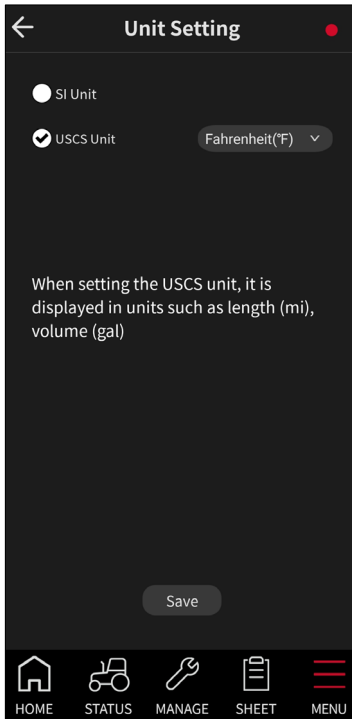 Unit Setting
SI Unit
USCS Unit Fahrenheit(°F)
When setting the USCS unit, it is
displayed in units such as length (mi),
volume (gal)
Save
HOME STATUS MANAGE SHEET MENU